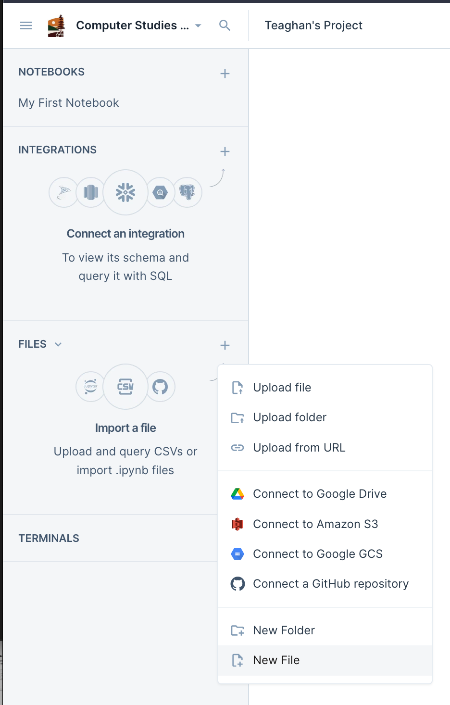 Computer Studies ...
Teaghan's Project
NOTEBOOKS
My First Notebook
INTEGRATIONS
Connect an integration
To view its schema and
query it with SQL
FILES
CSV
Import a file
Upload and query CSVs or
import .ipynb files
TERMINALS
Upload file
Upload folder
Upload from URL
Connect to Google Drive
Connect to Amazon S3
Connect to Google GCS
Connect a GitHub repository
New Folder
New File